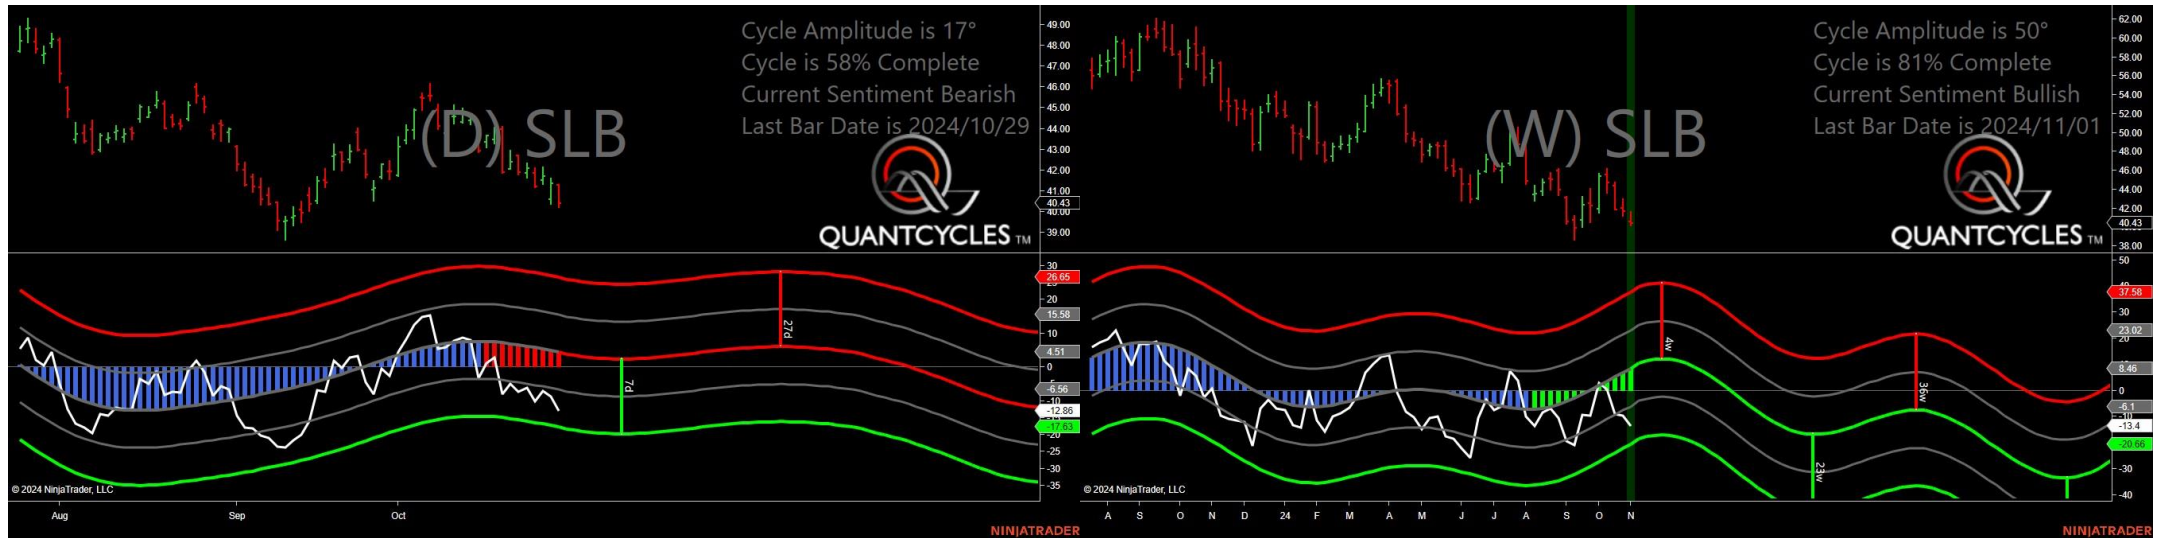 Cycle Amplitude is 17°
Cycle is 58% Complete
Current Sentiment Bearish
Last Bar Date is 2024/10/29
(D) SLB
QUANTCYCLES TM
49.00
48.00
47.00
46.00
45.00
44.00
43.00
42.00
41.00
40.43
40.00
39.00
30
26.65
20
15.58
10
4.51
0
-6.56
-10
-12.86
-17.63
-20
-25
-30
-35
27d
7d
© 2024 NinjaTrader, LLC
Aug Sep Oct
NINJATRADER
Cycle Amplitude is 50°
Cycle is 81% Complete
Current Sentiment Bullish
Last Bar Date is 2024/11/01
(W) SLB
QUANTCYCLES TM
62.00
60.00
58.00
56.00
54.00
52.00
50.00
48.00
46.00
44.00
42.00
40.43
38.00
50
37.58
30
23.02
20
8.46
0
-6.1
-10
-13.4
-20.66
-30
-40
4w
36w
23w
© 2024 NinjaTrader, LLC
A S O N D 24 F M A M J J A S O N
NINJATRADER